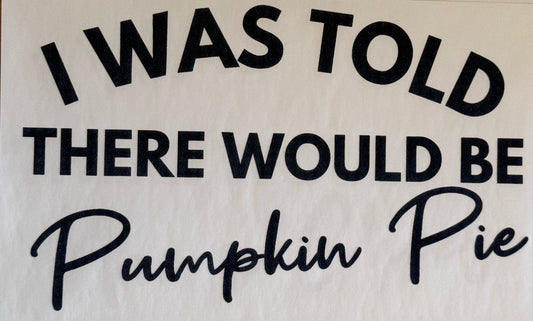 I WAS TOLD
THERE WOULD BE
Pumpkin Pie